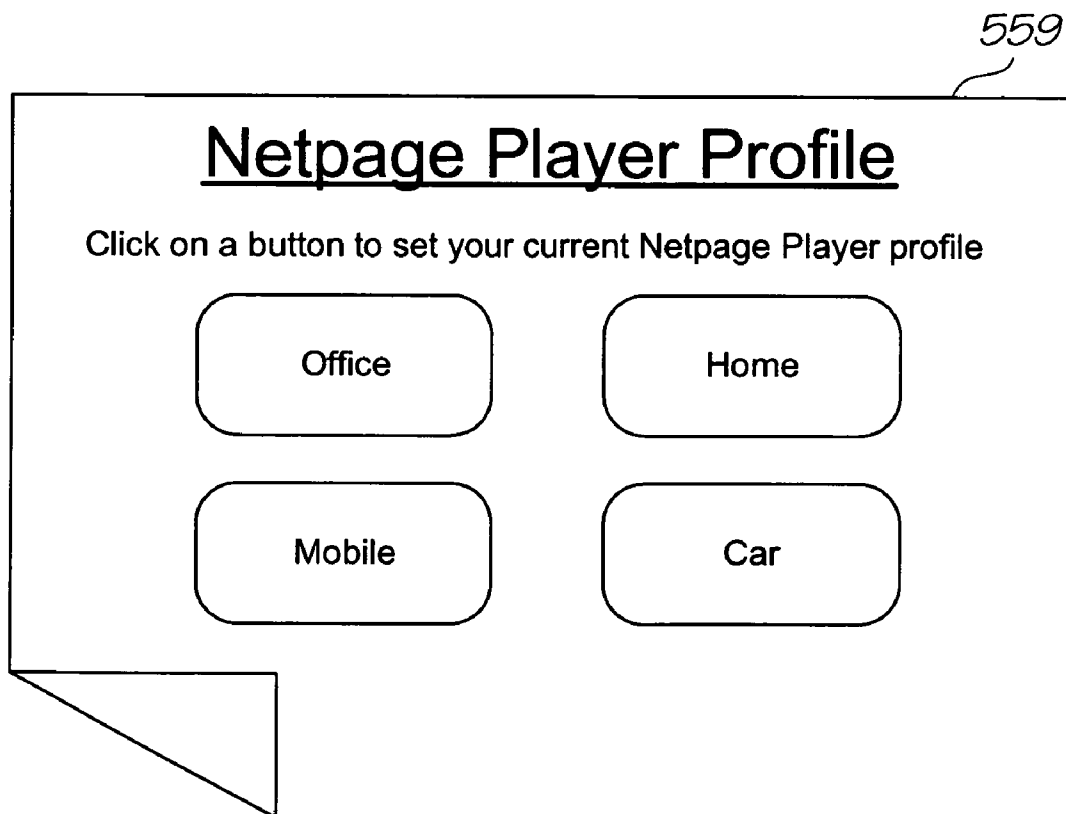 559
Netpage Player Profile
Click on a button to set your current Netpage Player profile
Office Home
Mobile Car